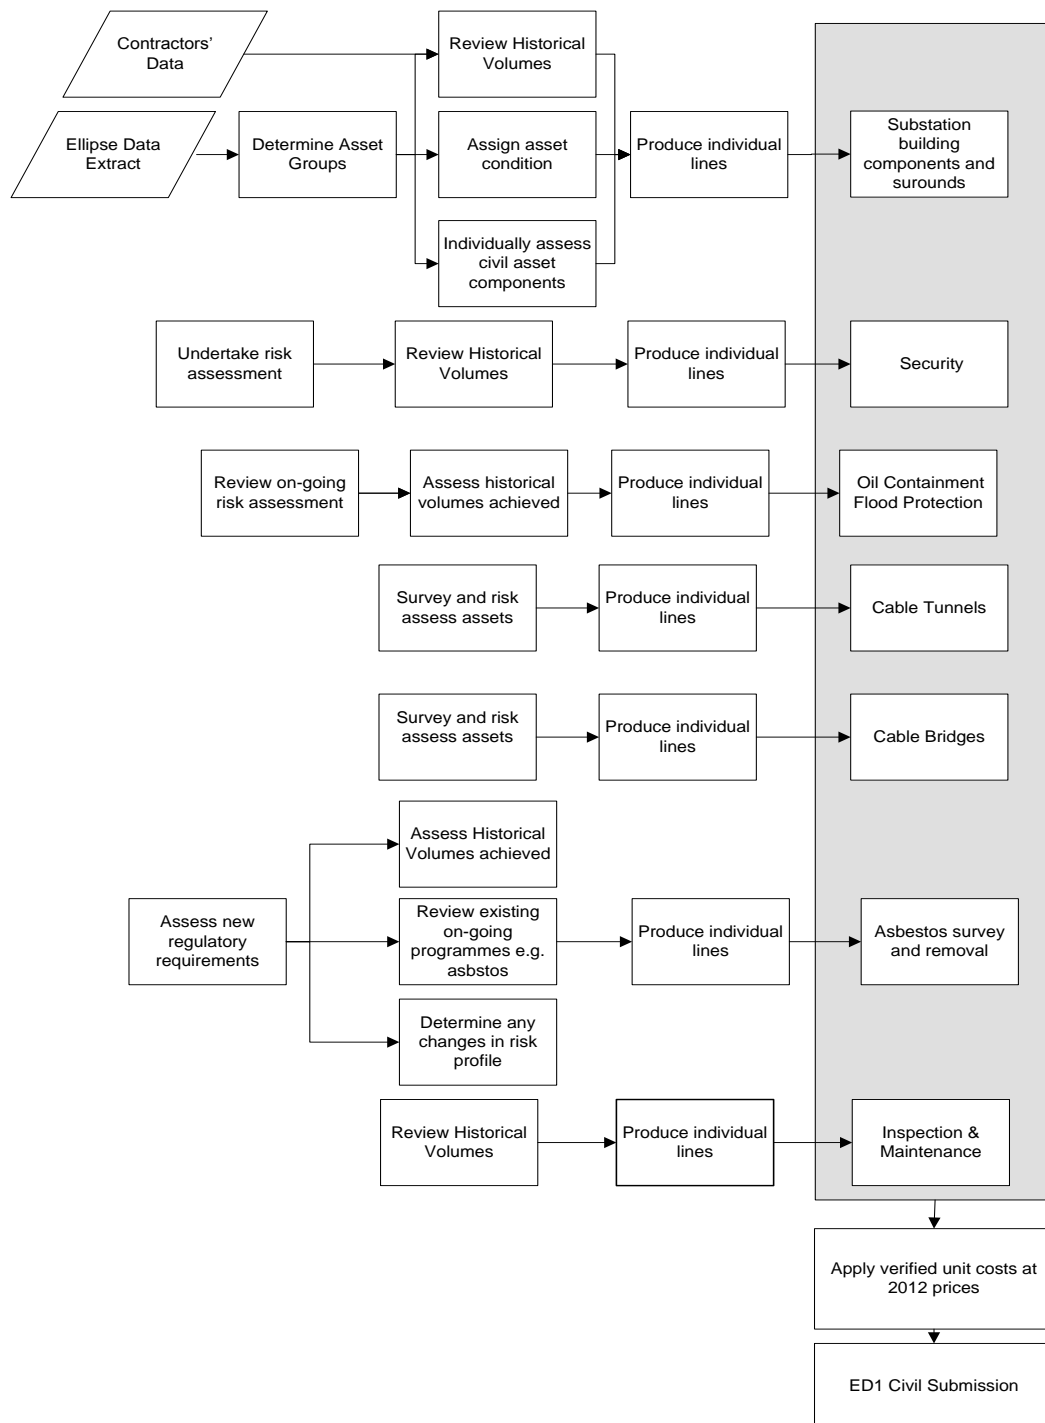 Contractors'
Data
Review Historical
Volumes
Ellipse Data
Extract
Determine Asset
Groups
Assign asset
condition
Produce individual
lines
Substation
building
components and
surounds
Individually assess
civil asset
components
Undertake risk
assessment
Review Historical
Volumes
Produce individual
lines
Security
Review on-going
risk assessment
Assess historical
volumes achieved
Produce individual
lines
Oil Containment
Flood Protection
Survey and risk
assess assets
Produce individual
lines
Cable Tunnels
Survey and risk
assess assets
Produce individual
lines
Cable Bridges
Assess Historical
Volumes achieved
Assess new
regulatory
requirements
Review existing
on-going
programmes e.g.
asbstos
Produce individual
lines
Asbestos survey
and removal
Determine any
changes in risk
profile
Review Historical
Volumes
Produce individual
lines
Inspection &
Maintenance
Apply verified unit costs at
2012 prices
ED1 Civil Submission